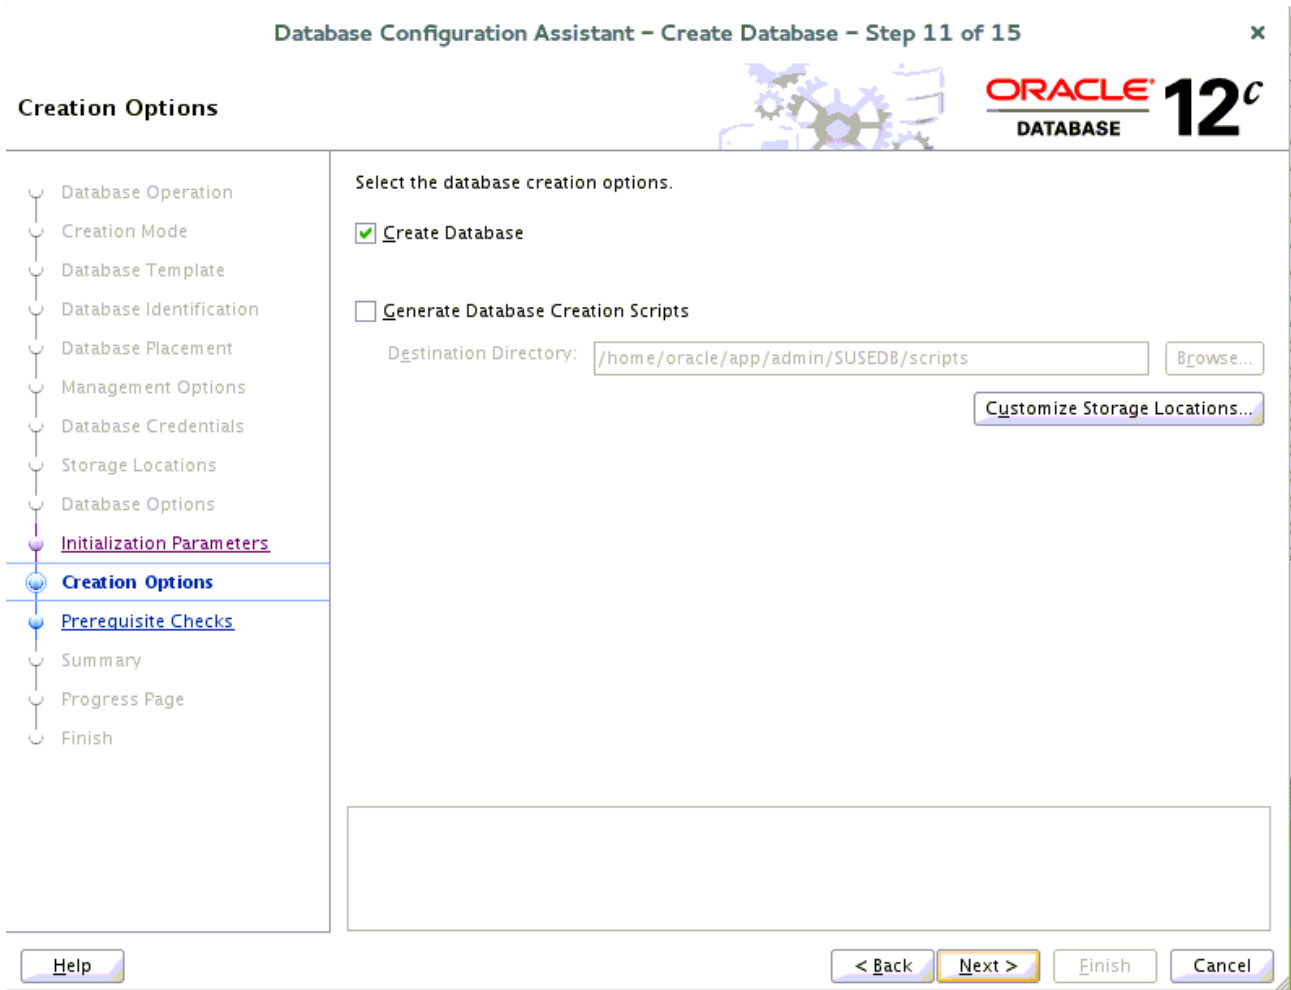 Database Configuration Assistant – Create Database – Step 11 of 15
Creation Options
ORACLE
DATABASE
12c
Database Operation
Creation Mode
Database Template
Database Identification
Database Placement
Management Options
Database Credentials
Storage Locations
Database Options
Initialization Parameters
Creation Options
Prerequisite Checks
Summary
Progress Page
Finish
Select the database creation options.
Create Database
Generate Database Creation Scripts
Destination Directory: /home/oracle/app/admin/SUSEDB/scripts Browse...
Customize Storage Locations...
Help < Back Next > Finish Cancel